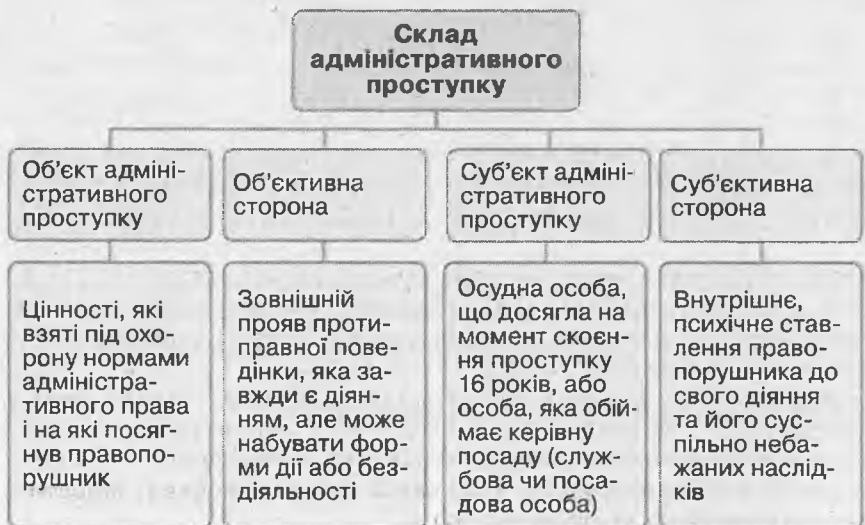 Склад
адміністративного
проступку
Об'єкт адміні-
стративного
проступку
Об'єктивна
сторона
Суб'єкт адміні-
стративного
проступку
Суб'єктивна
сторона
Цінності, які
взяті під охо-
рону нормами
адміністра-
тивного права
і на які посяг-
нув правопо-
рушник
Зовнішній
прояв проти-
правної пове-
дінки, яка за-
вжди є діян-
ням, але може
набувати фор-
ми дії або без-
діяльності
Осудна особа,
що досягла на
момент скоєн-
ня проступку
16 років, або
особа, яка обій-
має керівну
посаду (служ-
бова чи поса-
дова особа)
Внутрішнє,
психічне став-
лення право-
порушника до
свого діяння
та його сус-
пільно неба-
жаних наслід-
ків